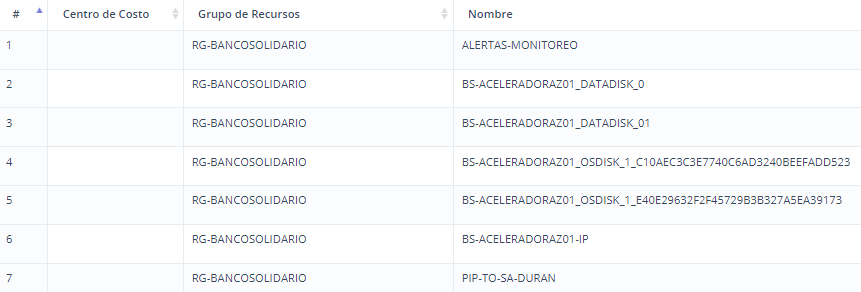 # Centro de Costo Grupo de Recursos Nombre
1 RG-BANCOSOLIDARIO ALERTAS-MONITOREO
2 RG-BANCOSOLIDARIO BS-ACELERADORAZ01_DATADISK_0
3 RG-BANCOSOLIDARIO BS-ACELERADORAZ01_DATADISK_01
4 RG-BANCOSOLIDARIO BS-ACELERADORAZ01_OSDISK_1_C10AEC3C3E7740C6AD3240BEEFADD523
5 RG-BANCOSOLIDARIO BS-ACELERADORAZ01_OSDISK_1_E40E29632F2F45729B3B327A5EA39173
6 RG-BANCOSOLIDARIO BS-ACELERADORAZ01-IP
7 RG-BANCOSOLIDARIO PIP-TO-SA-DURAN